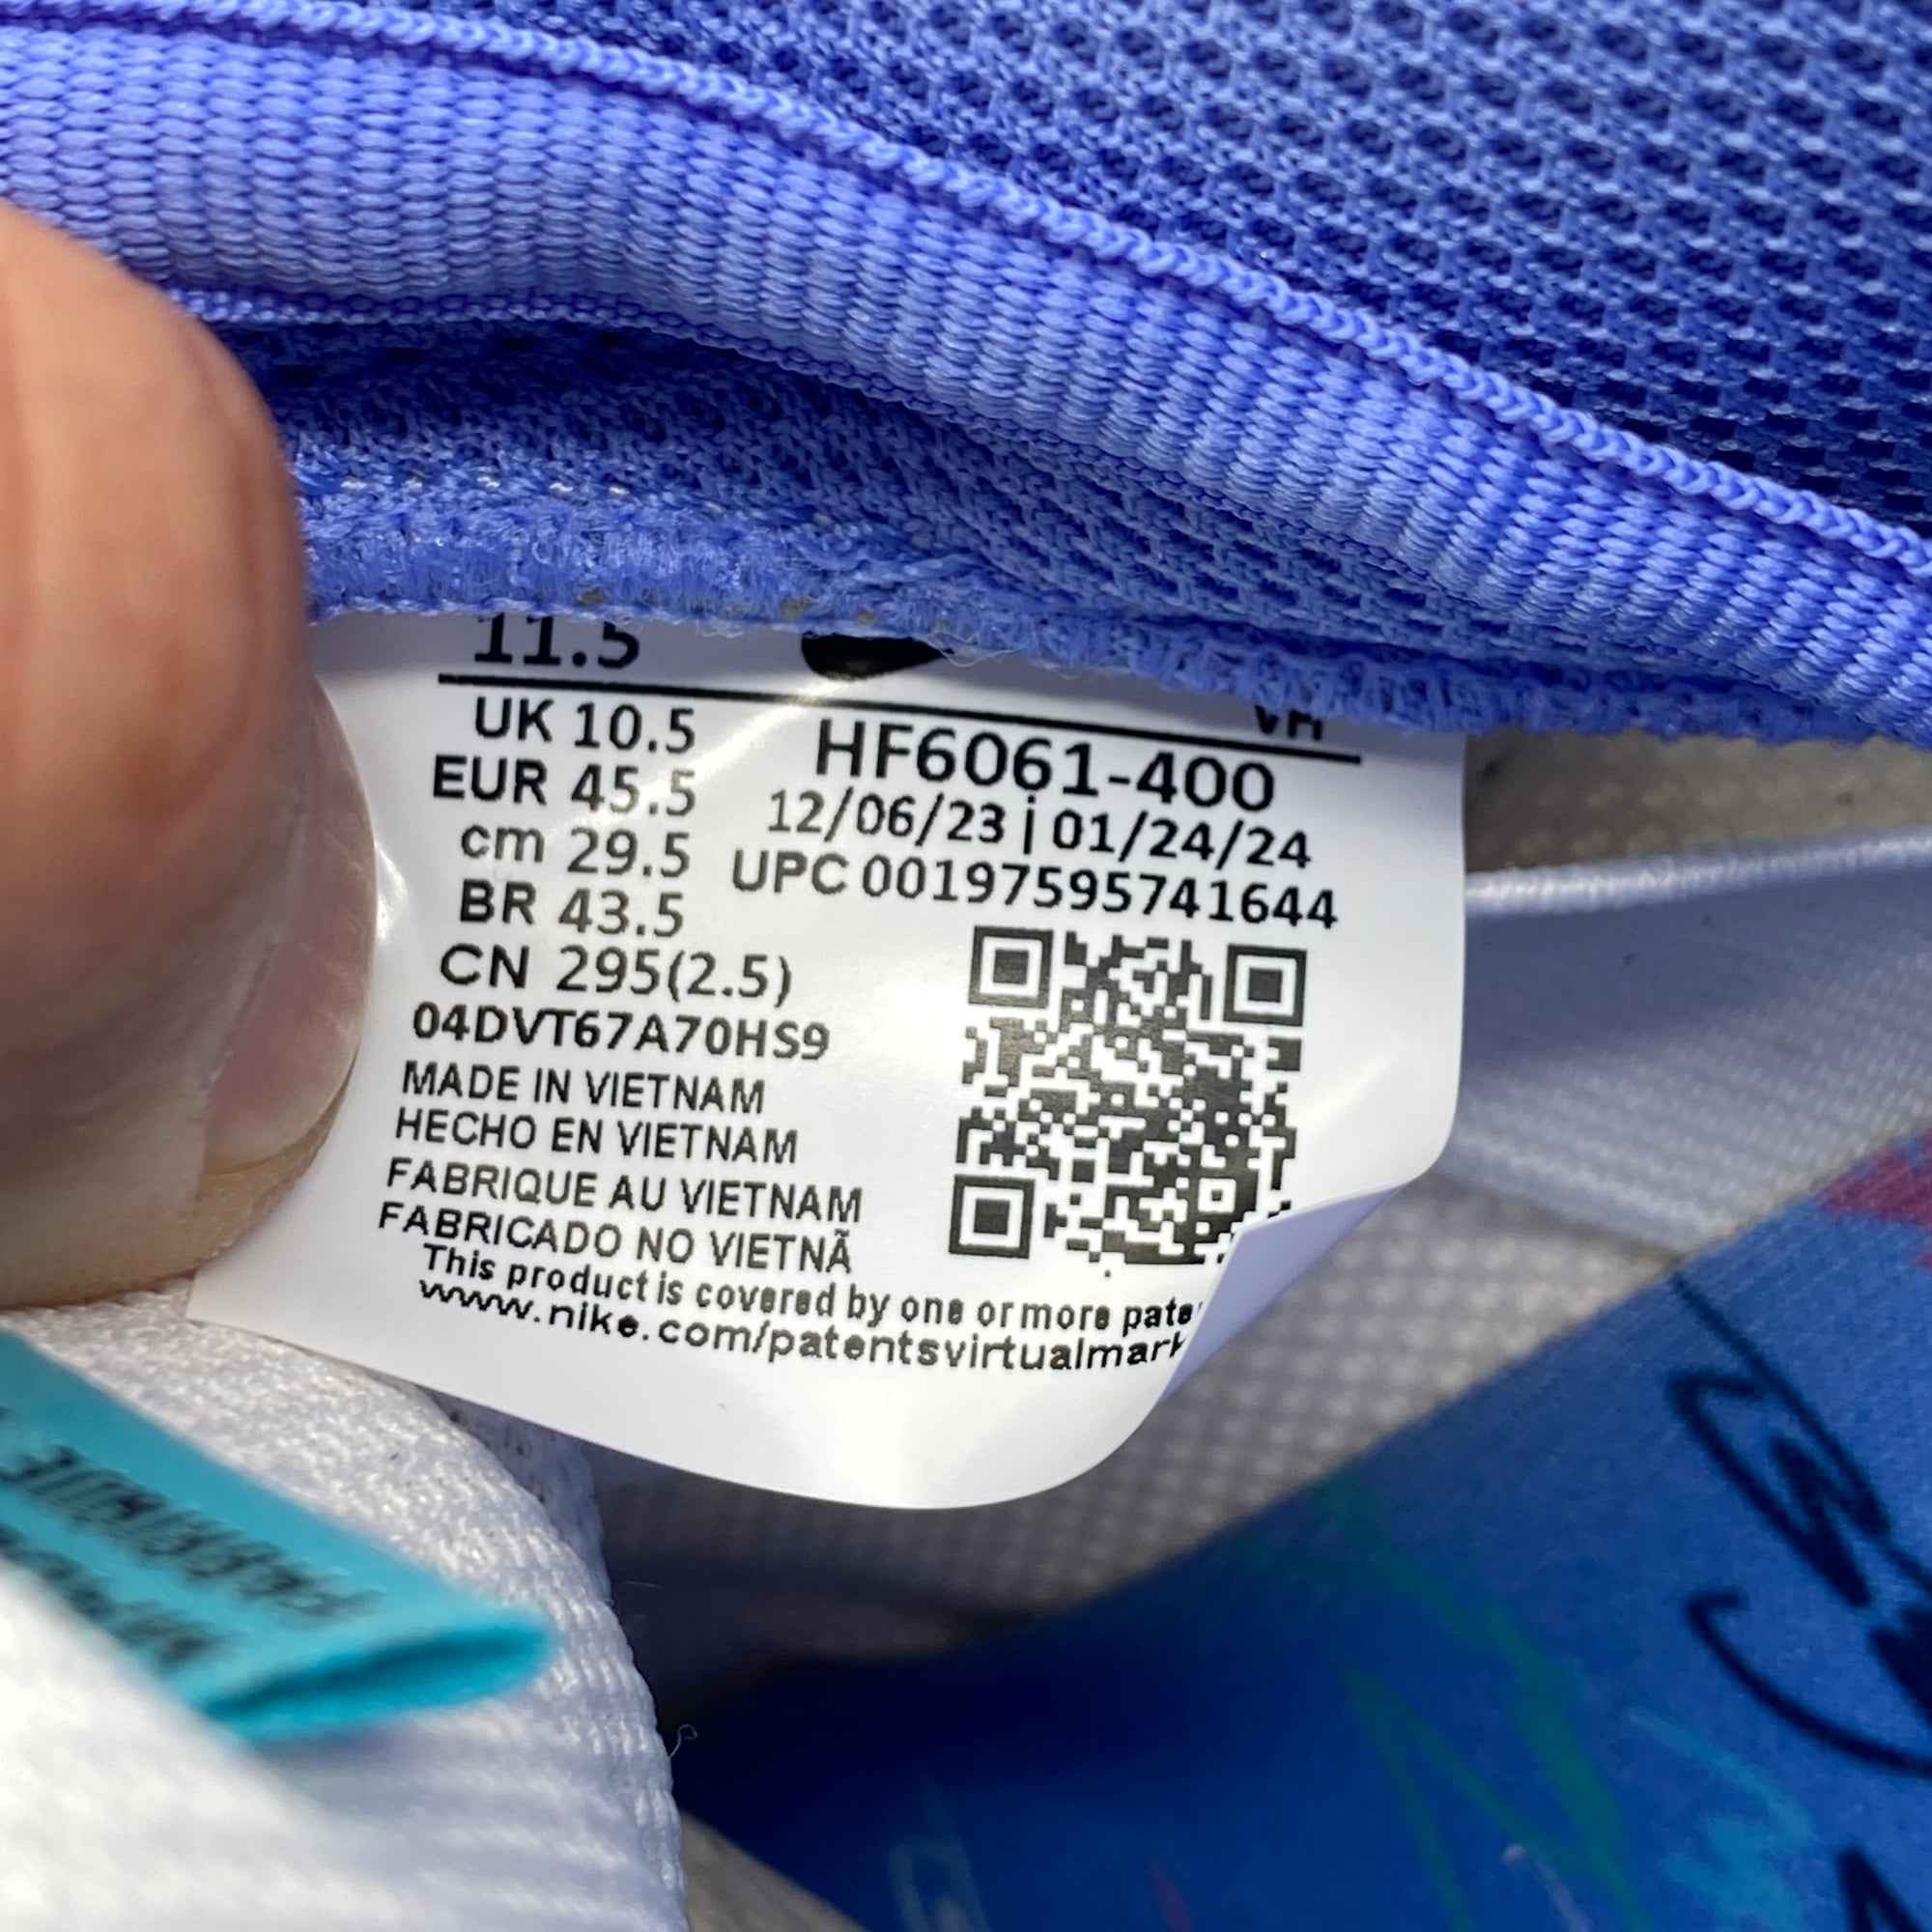 11.5
VH
UK 10.5
EUR 45.5
cm 29.5
BR 43.5
CN 295(2.5)
HF6061-400
12/06/23 | 01/24/24
UPC 00197595741644
04DVT67A70HS9
MADE IN VIETNAM
HECHO EN VIETNAM
FABRIQUE AU VIETNAM
FABRICADO NO VIETNÃ
This product is covered by one or more pate
www.nike.com/patentsvirtualmark